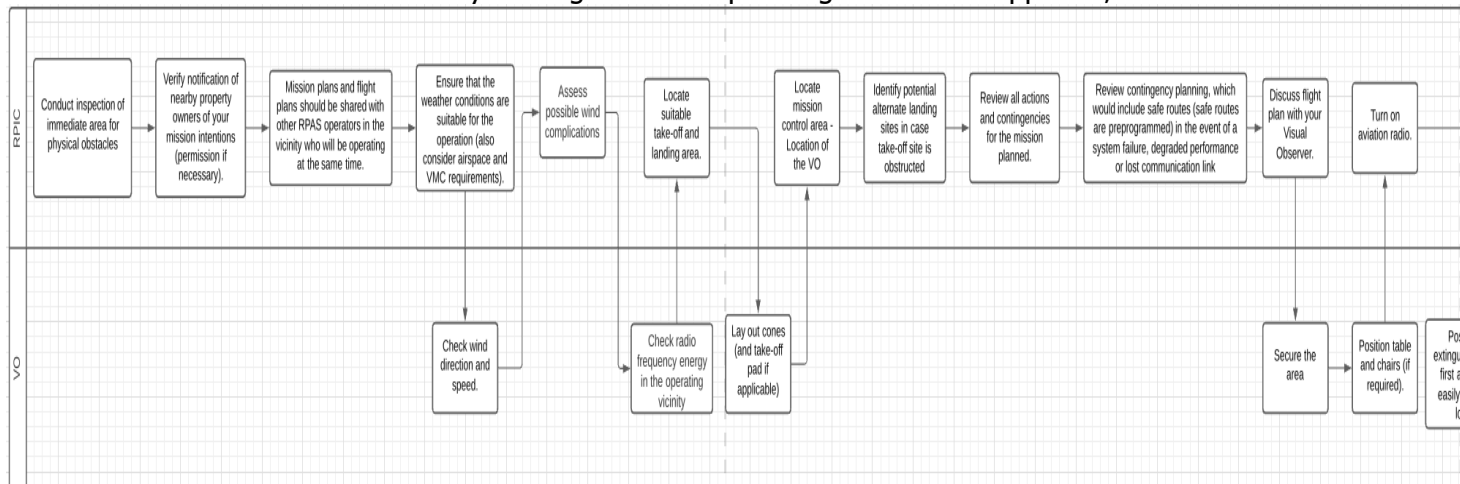 RPIC
Conduct inspection of
immediate area for
physical obstacles
Verify notification of
nearby property
owners of your
mission intentions
(permission if
necessary).
Mission plans and flight
plans should be shared with
other RPAS operators in the
vicinity who will be operating
at the same time.
Ensure that the
weather conditions are
suitable for the
operation (also
consider airspace and
VMC requirements).
Assess
possible wind
complications
Locate
suitable
take-off and
landing area.
Locate
mission
control area -
Location of
the VO
Identify potential
alternate landing
sites in case
take-off site is
obstructed
Review all actions
and contingencies
for the mission
planned.
Review contingency planning, which
would include safe routes (safe routes
are preprogrammed) in the event of a
system failure, degraded performance
or lost communication link
Discuss flight
plan with your
Visual
Observer.
Turn on
aviation radio.
VO
Check wind
direction and
speed.
Check radio
frequency energy
in the operating
vicinity
Lay out cones
(and take-off
pad if
applicable)
Secure the
area
Position table
and chairs (if
required).
first
easily